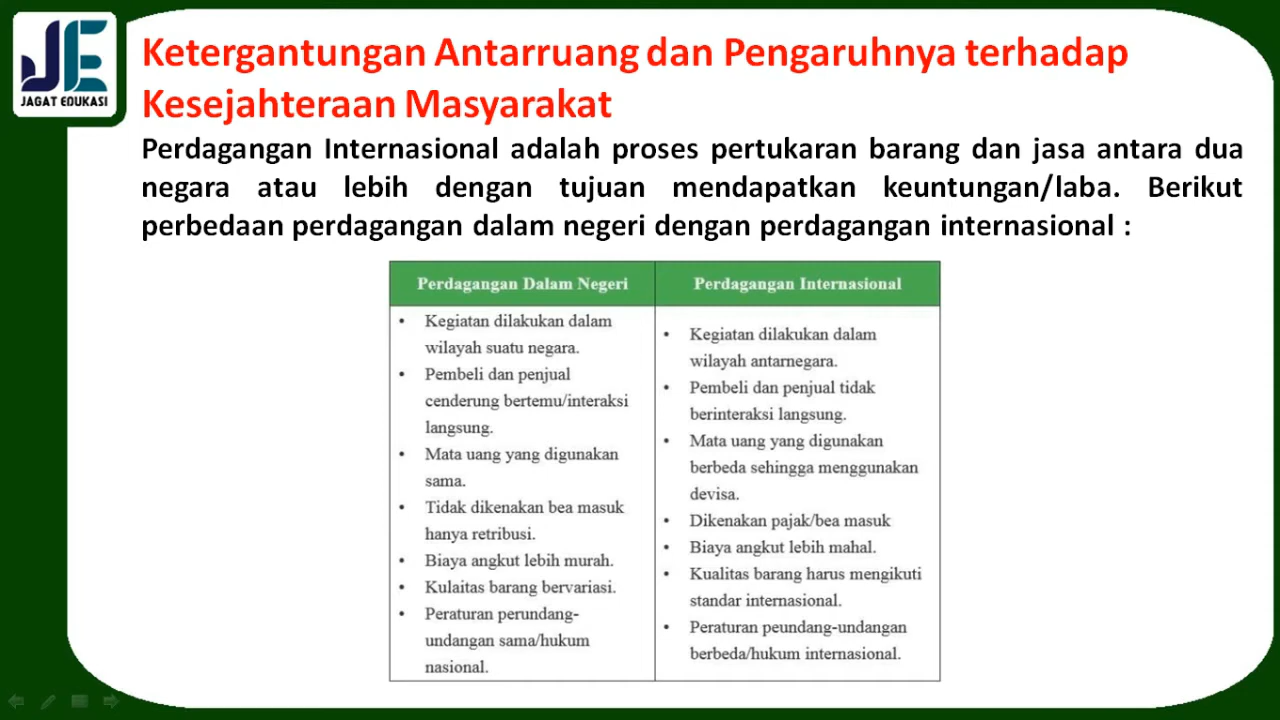 JE
JAGAT EDUKASI
Ketergantungan Antarruang dan Pengaruhnya terhadap
Kesejahteraan Masyarakat
Perdagangan Internasional adalah proses pertukaran barang dan jasa antara dua
negara atau lebih dengan tujuan mendapatkan keuntungan/laba. Berikut
perbedaan perdagangan dalam negeri dengan perdagangan internasional :
Perdagangan Dalam Negeri
• Kegiatan dilakukan dalam
wilayah suatu negara.
• Pembeli dan penjual
cenderung bertemu/interaksi
langsung.
• Mata uang yang digunakan
sama.
• Tidak dikenakan bea masuk
hanya retribusi.
• Biaya angkut lebih murah.
• Kulaitas barang bervariasi.
• Peraturan perundang-
undangan sama/hukum
nasional.
Perdagangan Internasional
• Kegiatan dilakukan dalam
wilayah antarnegara.
• Pembeli dan penjual tidak
berinteraksi langsung.
• Mata uang yang digunakan
berbeda sehingga menggunakan
devisa.
• Dikenakan pajak/bea masuk
• Biaya angkut lebih mahal.
• Kualitas barang harus mengikuti
standar internasional.
• Peraturan peundang-undangan
berbeda/hukum internasional.